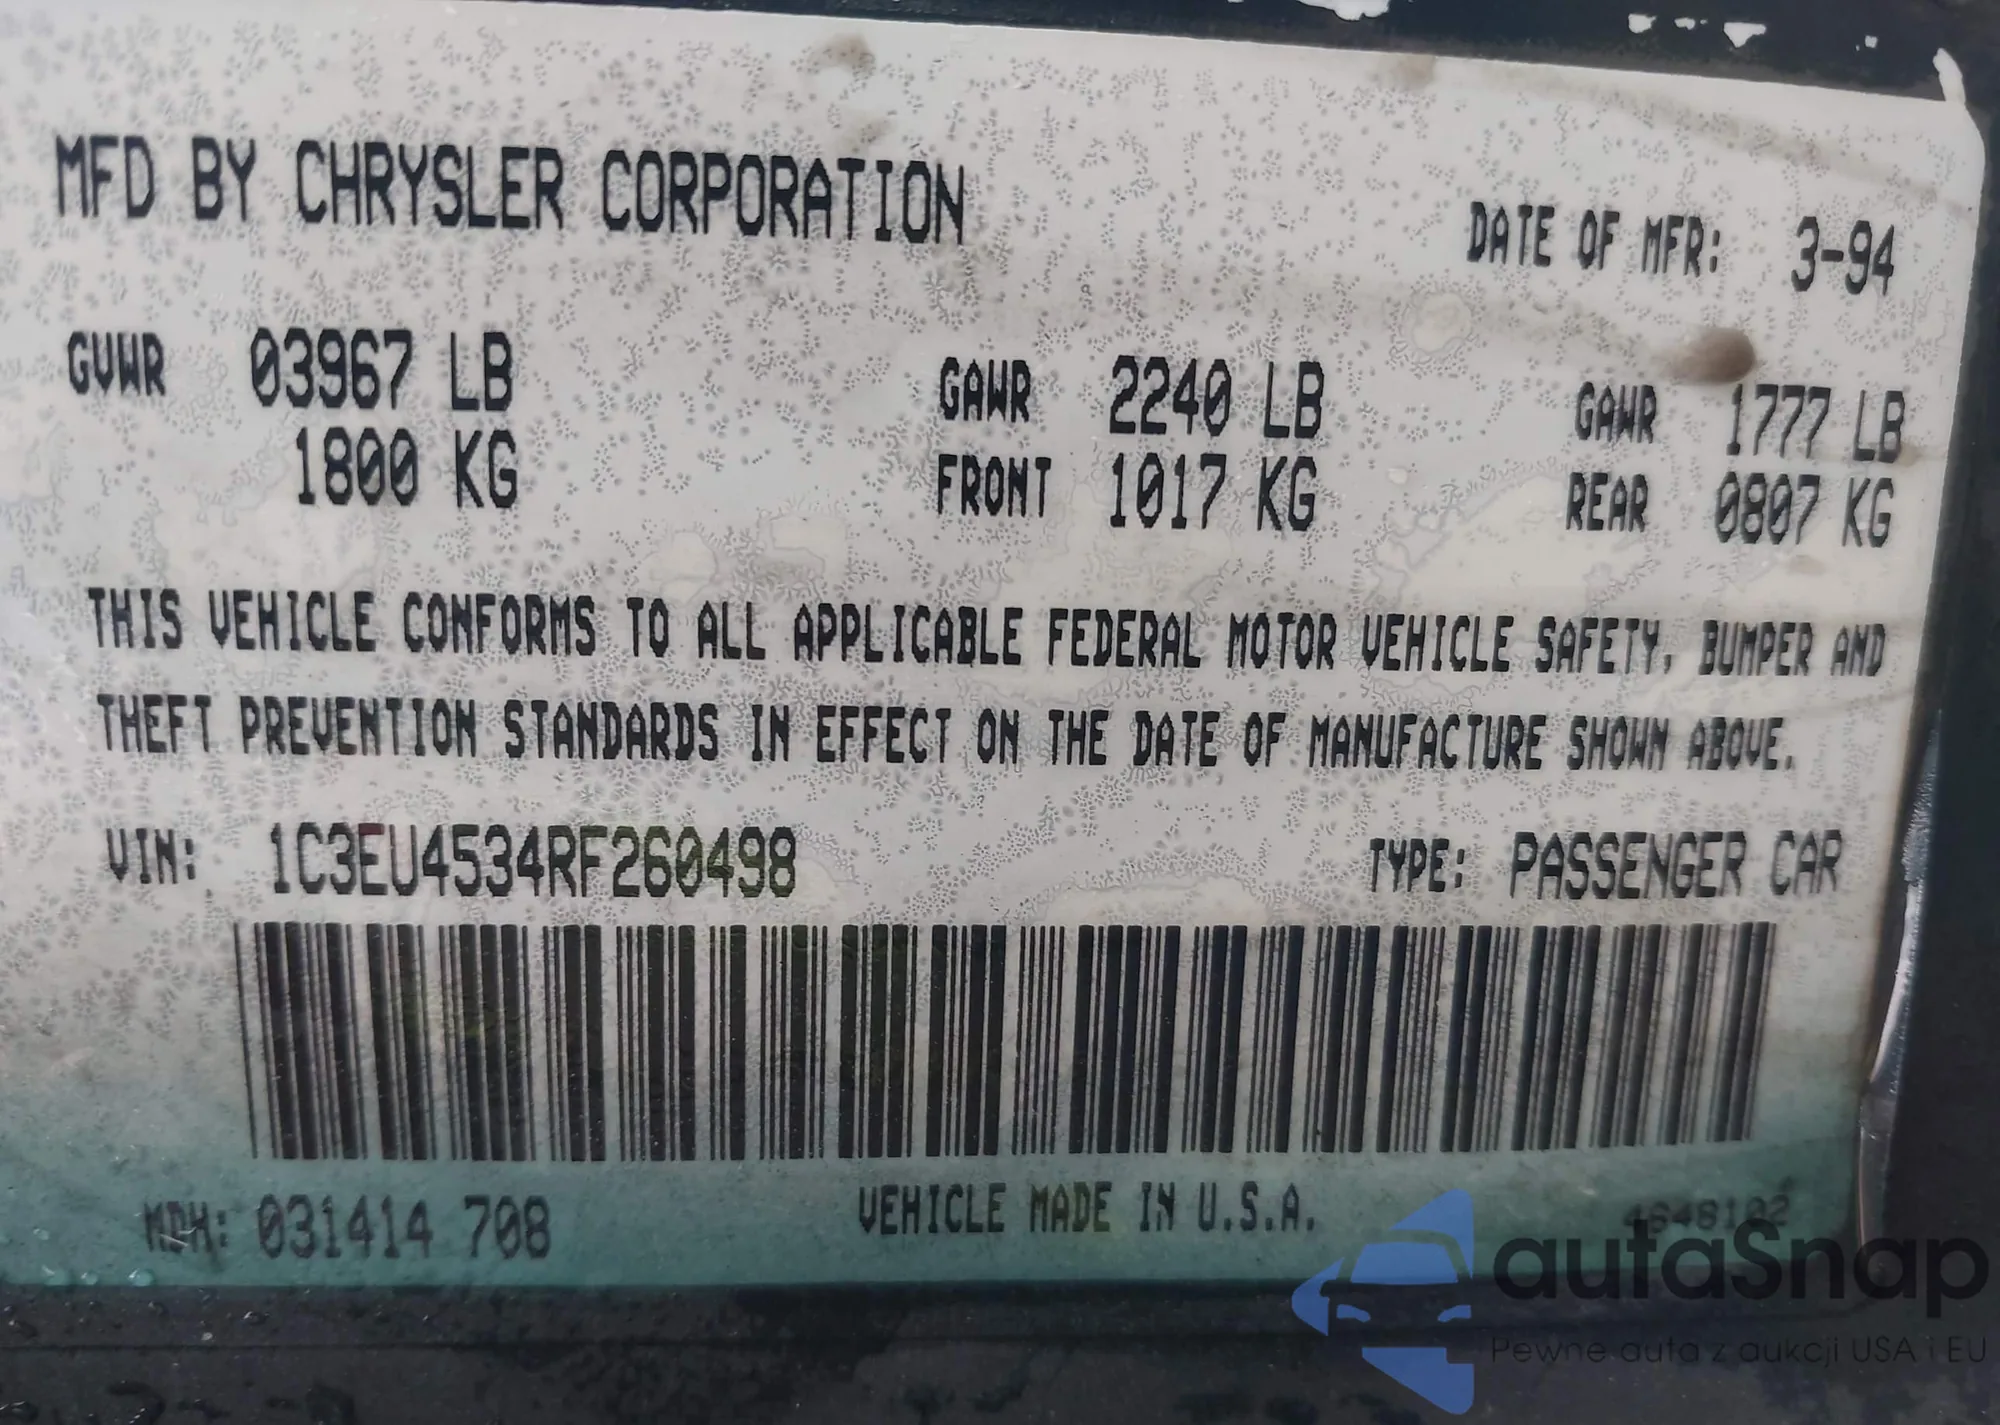 MFD BY CHRYSLER CORPORATION DATE OF MFR: 3-94
GVWR 03967 LB GAWR 2240 LB GAWR 1777 LB
1800 KG FRONT 1017 KG REAR 0807 KG
THIS VEHICLE CONFORMS TO ALL APPLICABLE FEDERAL MOTOR VEHICLE SAFETY, BUMPER AND
THEFT PREVENTION STANDARDS IN EFFECT ON THE DATE OF MANUFACTURE SHOWN ABOVE.
VIN: 1C3EU4534RF260498 TYPE: PASSENGER CAR
MDH: 031414 708 VEHICLE MADE IN U.S.A. 4648102
autaSnap
Pewne auta z aukcji USA i EU